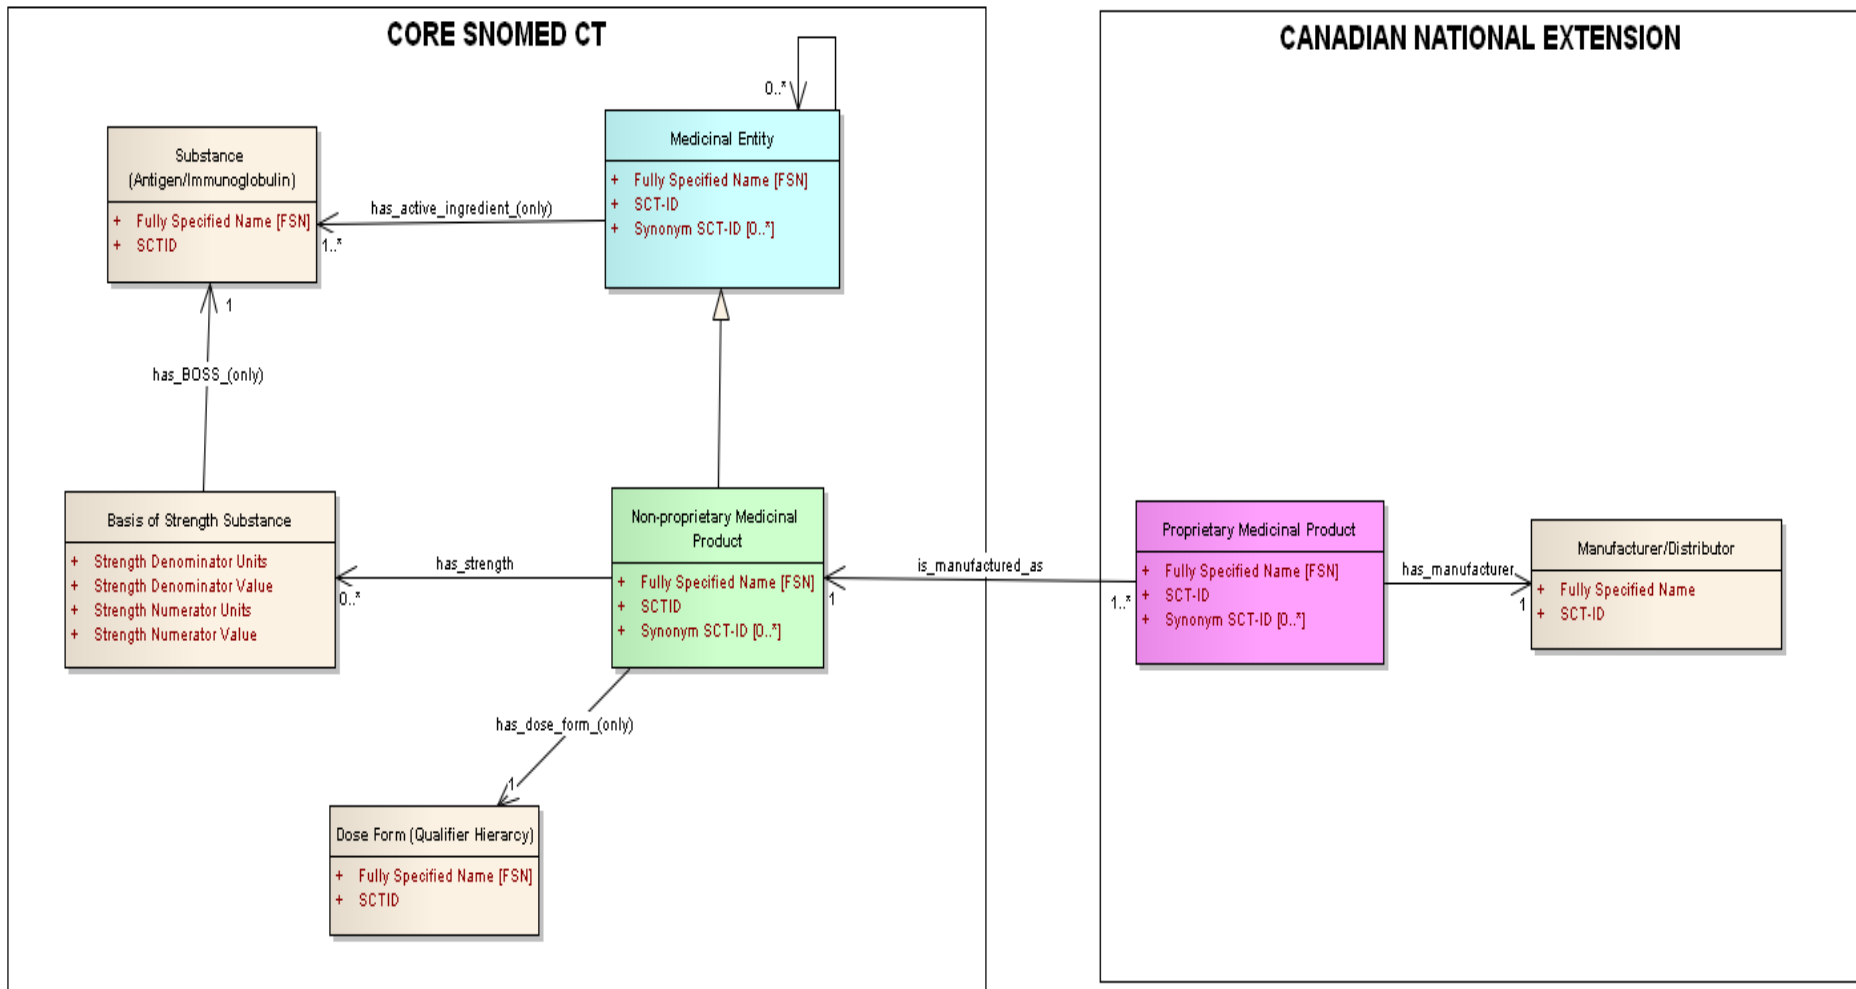 CORE SNOMED CT
CANADIAN NATIONAL EXTENSION
0..*
Substance
(Antigen/Immunoglobulin)
+ Fully Specified Name [FSN]
+ SCTID
has_active_ingredient_(only)
1..*
Medicinal Entity
+ Fully Specified Name [FSN]
+ SCT-ID
+ Synonym SCT-ID [0..*]
1
has_BOSS_(only)
Basis of Strength Substance
+ Strength Denominator Units
+ Strength Denominator Value
+ Strength Numerator Units
+ Strength Numerator Value
has_strength
0..*
Non-proprietary Medicinal
Product
+ Fully Specified Name [FSN]
+ SCTID
+ Synonym SCT-ID [0..*]
is_manufactured_as
1
1..*
Proprietary Medicinal Product
+ Fully Specified Name [FSN]
+ SCT-ID
+ Synonym SCT-ID [0..*]
has_manufacturer
1
Manufacturer/Distributor
+ Fully Specified Name
+ SCT-ID
has_dose_form_(only)
1
Dose Form (Qualifier Hierarcy)
+ Fully Specified Name [FSN]
+ SCTID